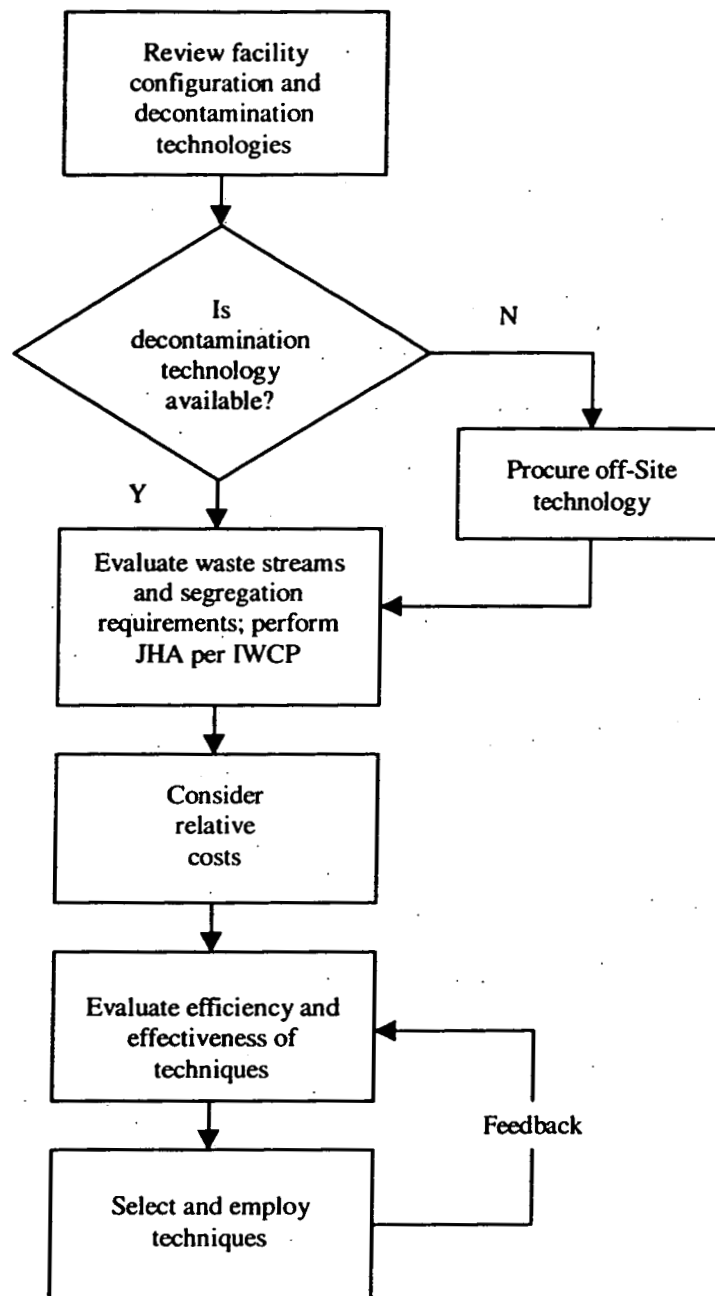 Review facility
configuration and
decontamination
technologies
Is
decontamination
technology
available?
N
Y
Procure off-Site
technology
Evaluate waste streams
and segregation
requirements; perform
JHA per IWCP
Consider
relative
costs
Evaluate efficiency and
effectiveness of
techniques
Feedback
Select and employ
techniques